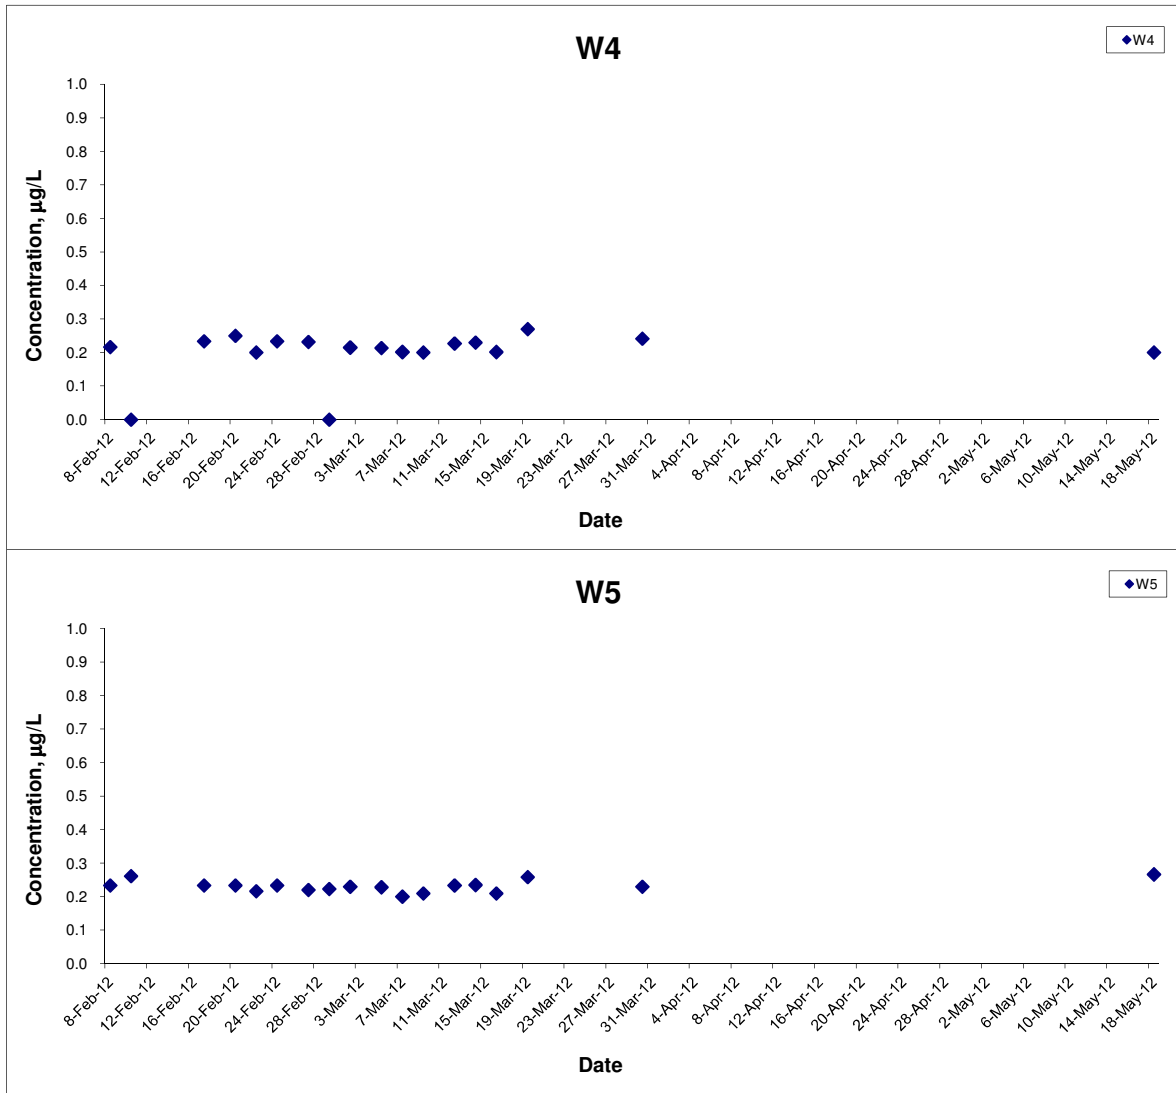 W4
W4
1.0
0.9
0.8
0.7
0.6
0.5
0.4
0.3
0.2
0.1
0.0
Concentration, µg/L
8-Feb-12 12-Feb-12 16-Feb-12 20-Feb-12 24-Feb-12 28-Feb-12 3-Mar-12 7-Mar-12 11-Mar-12 15-Mar-12 19-Mar-12 23-Mar-12 27-Mar-12 31-Mar-12 4-Apr-12 8-Apr-12 12-Apr-12 16-Apr-12 20-Apr-12 24-Apr-12 28-Apr-12 2-May-12 6-May-12 10-May-12 14-May-12 18-May-12
Date
W5
W5
1.0
0.9
0.8
0.7
0.6
0.5
0.4
0.3
0.2
0.1
0.0
Concentration, µg/L
8-Feb-12 12-Feb-12 16-Feb-12 20-Feb-12 24-Feb-12 28-Feb-12 3-Mar-12 7-Mar-12 11-Mar-12 15-Mar-12 19-Mar-12 23-Mar-12 27-Mar-12 31-Mar-12 4-Apr-12 8-Apr-12 12-Apr-12 16-Apr-12 20-Apr-12 24-Apr-12 28-Apr-12 2-May-12 6-May-12 10-May-12 14-May-12 18-May-12
Date